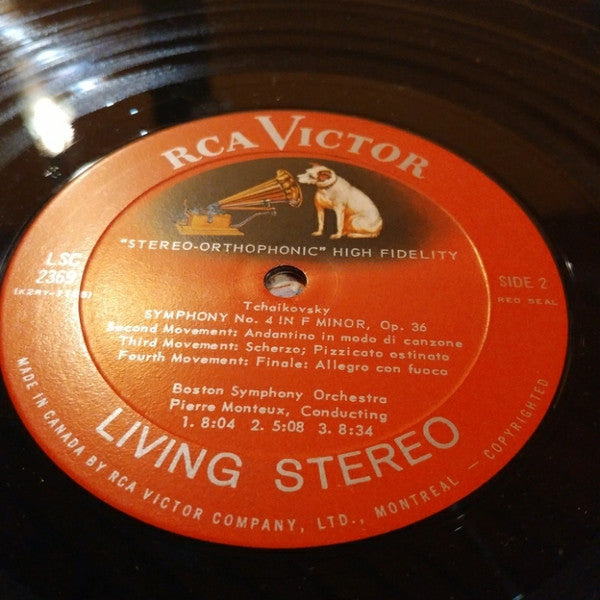 RCA VICTOR
"STEREO-ORTHOPHONIC" HIGH FIDELITY
LSC
2369
SIDE 2
RED SEAL
Tchaikovsky
SYMPHONY No. 4 IN F MINOR, Op. 36
Second Movement: Andantino in modo di canzone
Third Movement: Scherzo; Pizzicato ostinato
Fourth Movement: Finale: Allegro con fuoco
Boston Symphony Orchestra
Pierre Monteux, Conducting
1. 8:04 2. 5:08 3. 8:34
LIVING STEREO
MADE IN CANADA BY RCA VICTOR COMPANY, LTD., MONTREAL — COPYRIGHTED